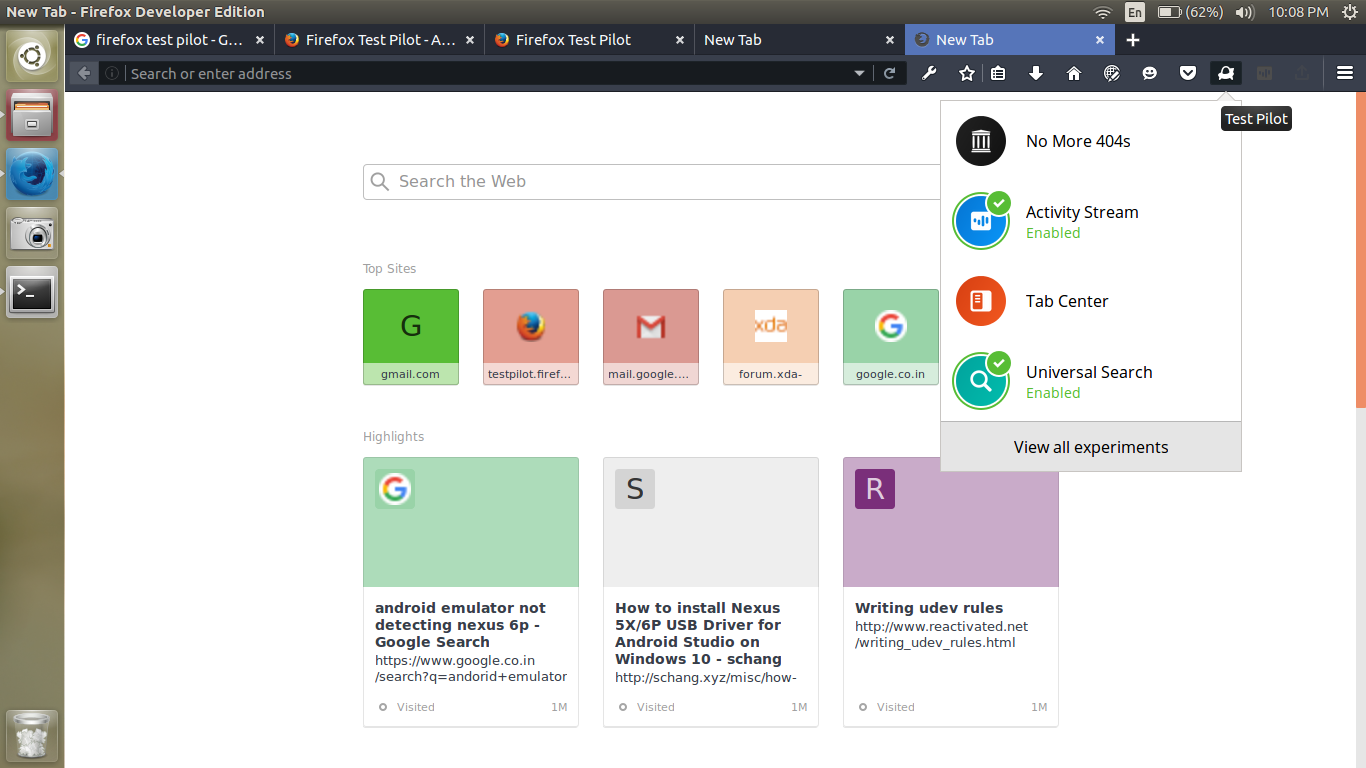 New Tab - Firefox Developer Edition
En
(62%)
10:08 PM
firefox test pilot - G...
Firefox Test Pilot - A...
Firefox Test Pilot
New Tab
New Tab
Search or enter address
Test Pilot
No More 404s
Activity Stream
Enabled
Tab Center
Universal Search
Enabled
View all experiments
Search the Web
Top Sites
G
gmail.com
testpilot.firef...
mail.google....
xda
forum.xda-
google.co.in
Highlights
android emulator not
detecting nexus 6p -
Google Search
https://www.google.co.in
/search?q=andorid+emulator
Visited
1M
S
How to install Nexus
5X/6P USB Driver for
Android Studio on
Windows 10 - schang
http://schang.xyz/misc/how-
Visited
1M
R
Writing udev rules
http://www.reactivated.net
/writing_udev_rules.html
Visited
1M